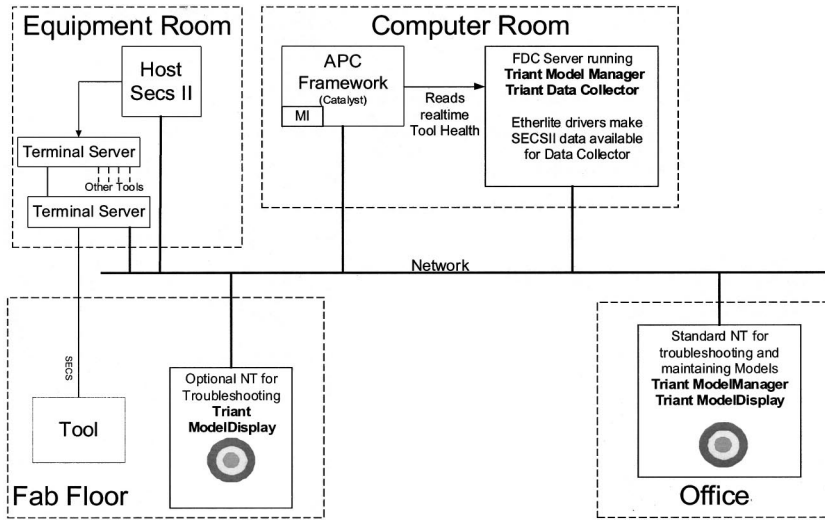 Equipment Room
Host
Secs II
Terminal Server
Other Tools
Terminal Server
Computer Room
APC
Framework
(Catalyst)
MI
Reads
realtime
Tool Health
FDC Server running
Triant Model Manager
Triant Data Collector
Etherlite drivers make
SECSII data available
for Data Collector
Network
SECS
Tool
Optional NT for
Troubleshooting
Triant
ModelDisplay
Fab Floor
Standard NT for
troubleshooting and
maintaining Models
Triant ModelManager
Triant ModelDisplay
Office